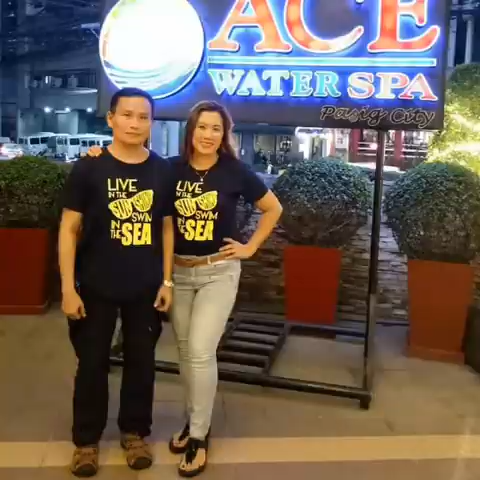 ACE
WATER SPA
Pasig City
LIVE
IN THE
SUN
SWIM
IN THE SEA
LIVE
IN THE
SWIM
IN THE SEA